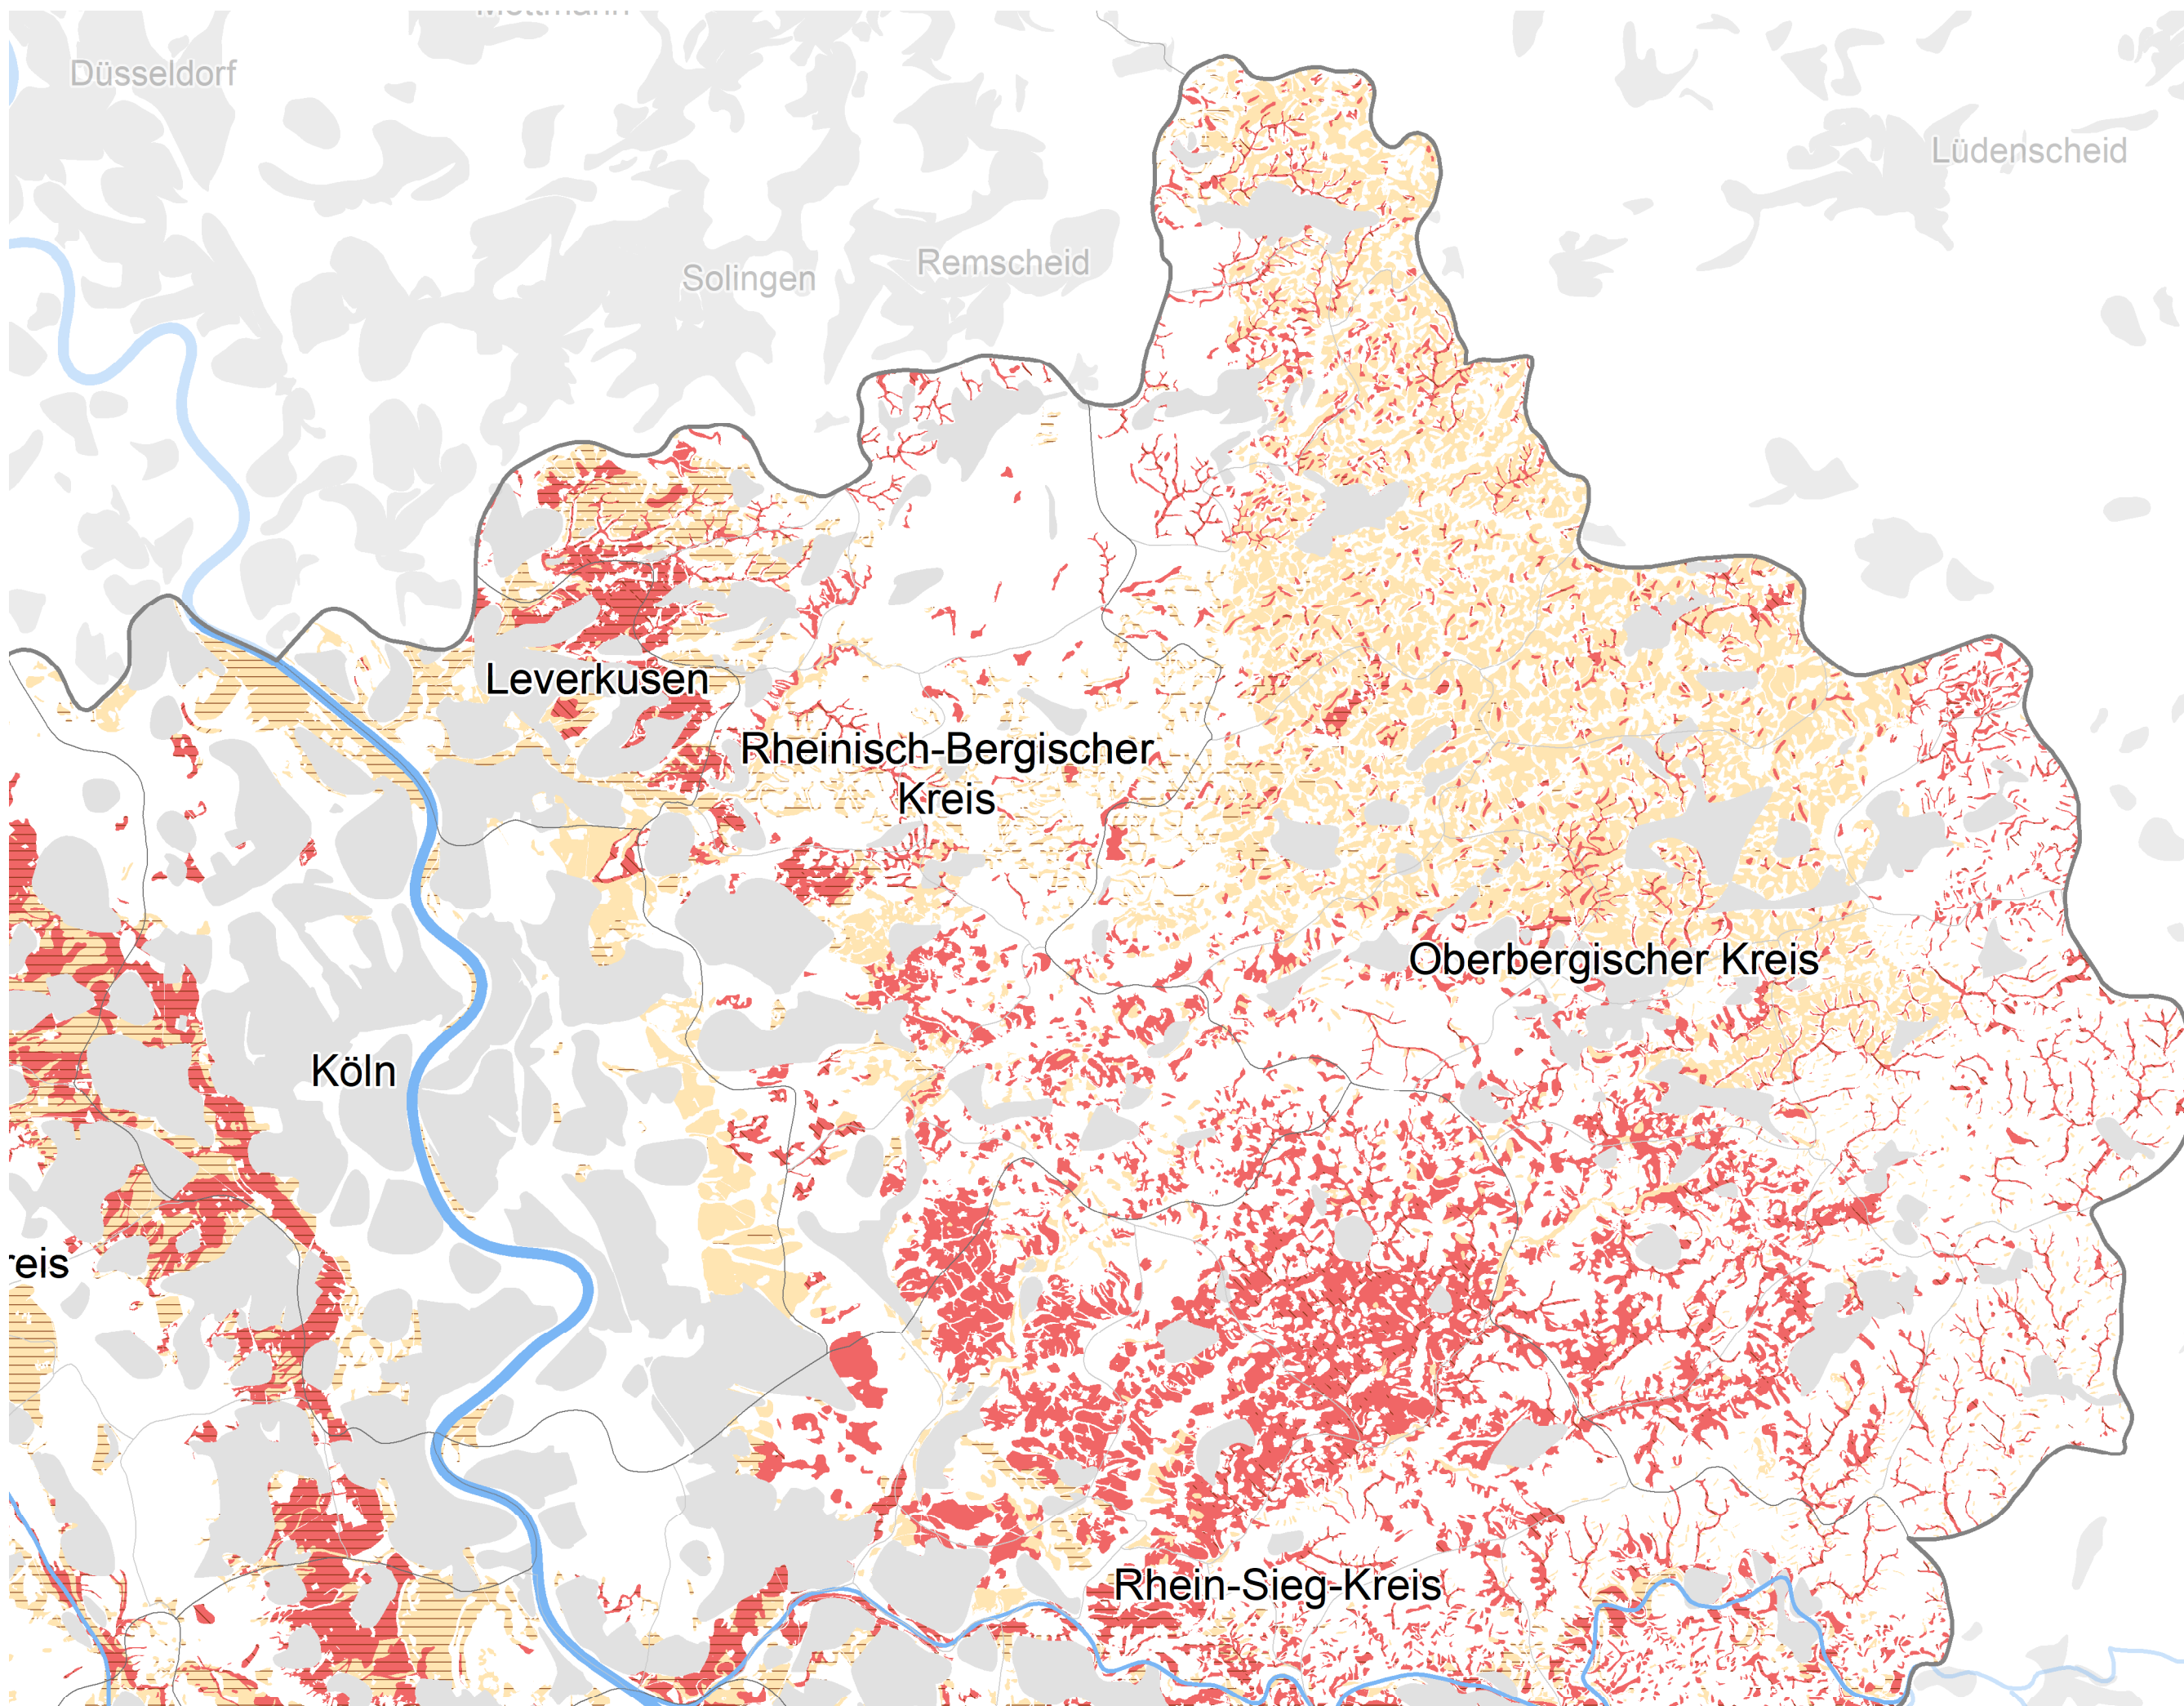 Düsseldorf
Lüdenscheid
Remscheid
Solingen
Leverkusen
Rheinisch-Bergischer
Kreis
Oberbergischer Kreis
Köln
reis
Rhein-Sieg-Kreis